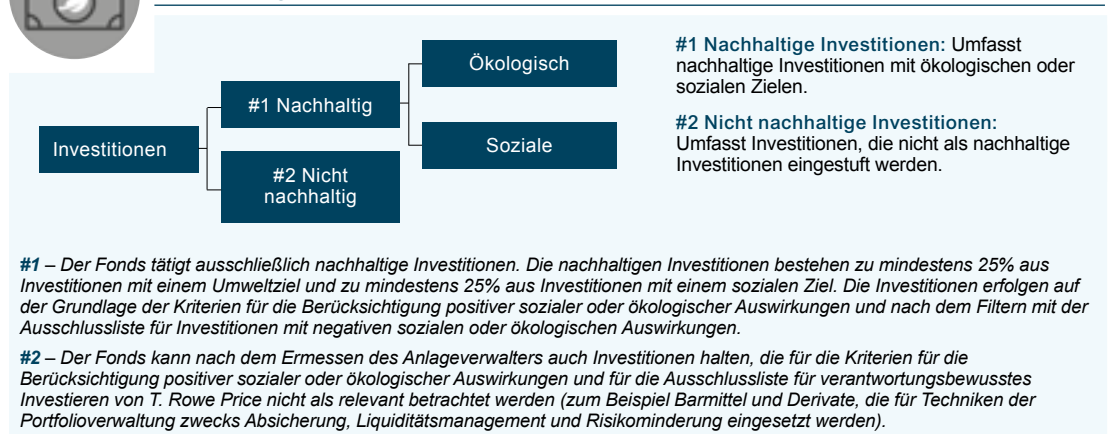 Ökologisch
#1 Nachhaltig
Investitionen
Soziale
#2 Nicht
nachhaltig
#1 Nachhaltige Investitionen: Umfasst
nachhaltige Investitionen mit ökologischen oder
sozialen Zielen.
#2 Nicht nachhaltige Investitionen:
Umfasst Investitionen, die nicht als nachhaltige
Investitionen eingestuft werden.
#1 – Der Fonds tätigt ausschließlich nachhaltige Investitionen. Die nachhaltigen Investitionen bestehen zu mindestens 25% aus
Investitionen mit einem Umweltziel und zu mindestens 25% aus Investitionen mit einem sozialen Ziel. Die Investitionen erfolgen auf
der Grundlage der Kriterien für die Berücksichtigung positiver sozialer oder ökologischer Auswirkungen und nach dem Filtern mit der
Ausschlussliste für Investitionen mit negativen sozialen oder ökologischen Auswirkungen.
#2 – Der Fonds kann nach dem Ermessen des Anlageverwalters auch Investitionen halten, die für die Kriterien für die
Berücksichtigung positiver sozialer oder ökologischer Auswirkungen und für die Ausschlussliste für verantwortungsbewusstes
Investieren von T. Rowe Price nicht als relevant betrachtet werden (zum Beispiel Barmittel und Derivate, die für Techniken der
Portfolioverwaltung zwecks Absicherung, Liquiditätsmanagement und Risikominderung eingesetzt werden).